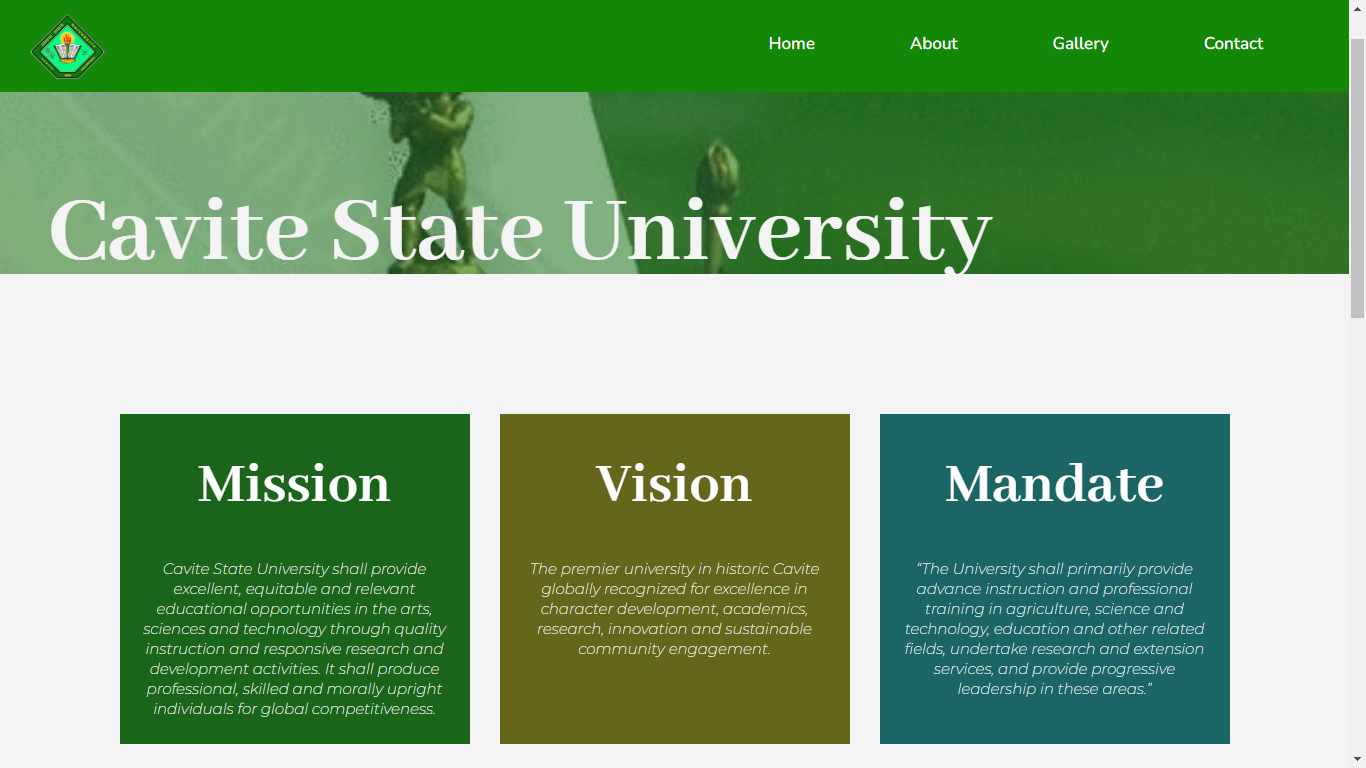 Home About Gallery Contact
Cavite State University
Mission
Cavite State University shall provide
excellent, equitable and relevant
educational opportunities in the arts,
sciences and technology through quality
instruction and responsive research and
development activities. It shall produce
professional, skilled and morally upright
individuals for global competitiveness.
Vision
The premier university in historic Cavite
globally recognized for excellence in
character development, academics,
research, innovation and sustainable
community engagement.
Mandate
“The University shall primarily provide
advance instruction and professional
training in agriculture, science and
technology, education and other related
fields, undertake research and extension
services, and provide progressive
leadership in these areas.”